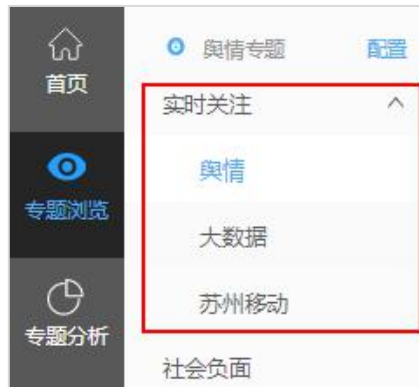 首页
专题浏览
专题分析
舆情专题 配置
实时关注
舆情
大数据
苏州移动
社会负面